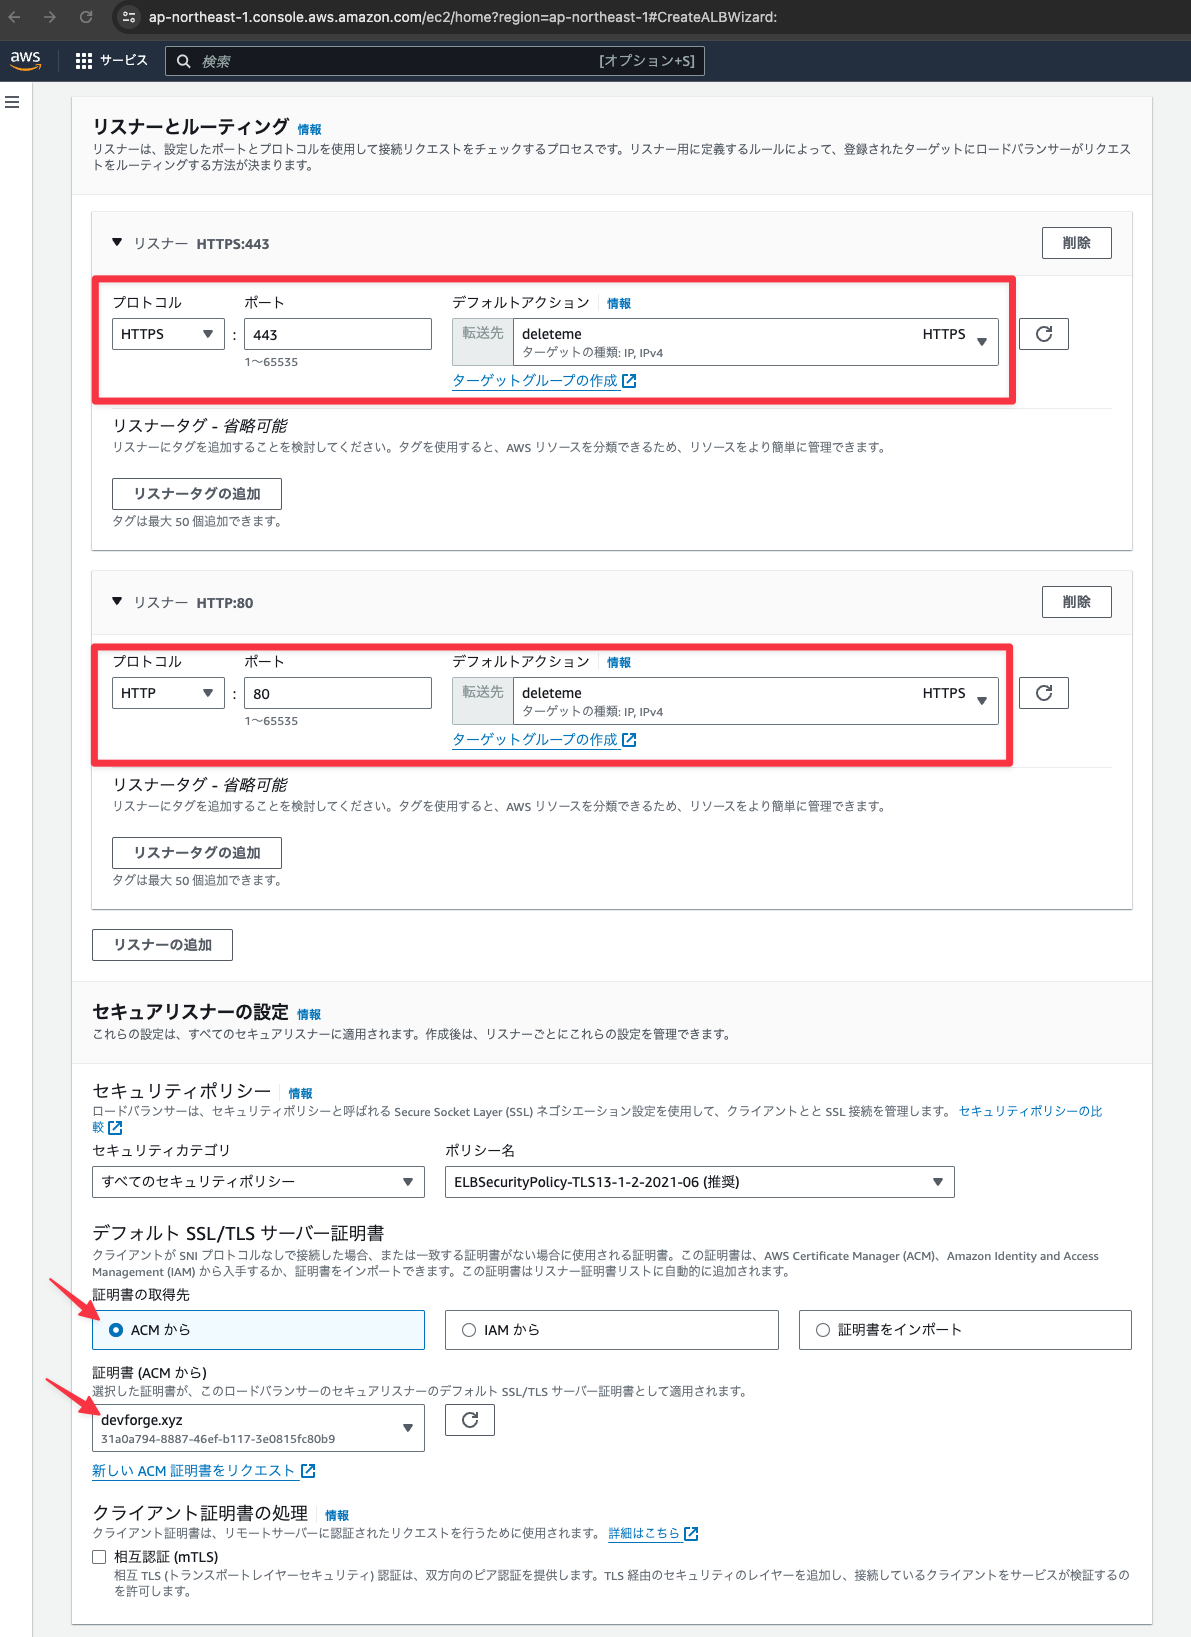 ap-northeast-1.console.aws.amazon.com/ec2/home?region=ap-northeast-1#CreateALBWizard:
aws サービス 検索 [オプション+S]
リスナーとルーティング 情報
リスナーは、設定したポートとプロトコルを使用して接続リクエストをチェックするプロセスです。リスナー用に定義するルールによって、登録されたターゲットにロードバランサーがリクエス
トをルーティングする方法が決まります。
リスナー HTTPS:443 削除
プロトコル ポート デフォルトアクション 情報
HTTPS : 443 転送先 deleteme HTTPS
ターゲットの種類: IP, IPv4
1～65535
ターゲットグループの作成
リスナータグ - 省略可能
リスナーにタグを追加することを検討してください。タグを使用すると、AWS リソースを分類できるため、リソースをより簡単に管理できます。
リスナータグの追加
タグは最大 50 個追加できます。
リスナー HTTP:80 削除
プロトコル ポート デフォルトアクション 情報
HTTP : 80 転送先 deleteme HTTPS
ターゲットの種類: IP, IPv4
1～65535
ターゲットグループの作成
リスナータグ - 省略可能
リスナーにタグを追加することを検討してください。タグを使用すると、AWS リソースを分類できるため、リソースをより簡単に管理できます。
リスナータグの追加
タグは最大 50 個追加できます。
リスナーの追加
セキュアリスナーの設定 情報
これらの設定は、すべてのセキュアリスナーに適用されます。作成後は、リスナーごとにこれらの設定を管理できます。
セキュリティポリシー 情報
ロードバランサーは、セキュリティポリシーと呼ばれる Secure Socket Layer (SSL) ネゴシエーション設定を使用して、クライアントとと SSL 接続を管理します。 セキュリティポリシーの比
較
セキュリティカテゴリ ポリシー名
すべてのセキュリティポリシー ELBSecurityPolicy-TLS13-1-2-2021-06 (推奨)
デフォルト SSL/TLS サーバー証明書
クライアントが SNI プロトコルなしで接続した場合、または一致する証明書がない場合に使用される証明書。この証明書は、AWS Certificate Manager (ACM)、Amazon Identity and Access
Management (IAM) から入手するか、証明書をインポートできます。この証明書はリスナー証明書リストに自動的に追加されます。
証明書の取得先
ACM から IAM から 証明書をインポート
証明書 (ACM から)
選択した証明書が、このロードバランサーのセキュアリスナーのデフォルト SSL/TLS サーバー証明書として適用されます。
devforge.xyz
31a0a794-8887-46ef-b117-3e0815fc80b9
新しい ACM 証明書をリクエスト
クライアント証明書の処理 情報
クライアント証明書は、リモートサーバーに認証されたリクエストを行うために使用されます。 詳細はこちら
相互認証 (mTLS)
相互 TLS (トランスポートレイヤーセキュリティ) 認証は、双方向のピア認証を提供します。TLS 経由のセキュリティのレイヤーを追加し、接続しているクライアントをサービスが検証するの
を許可します。